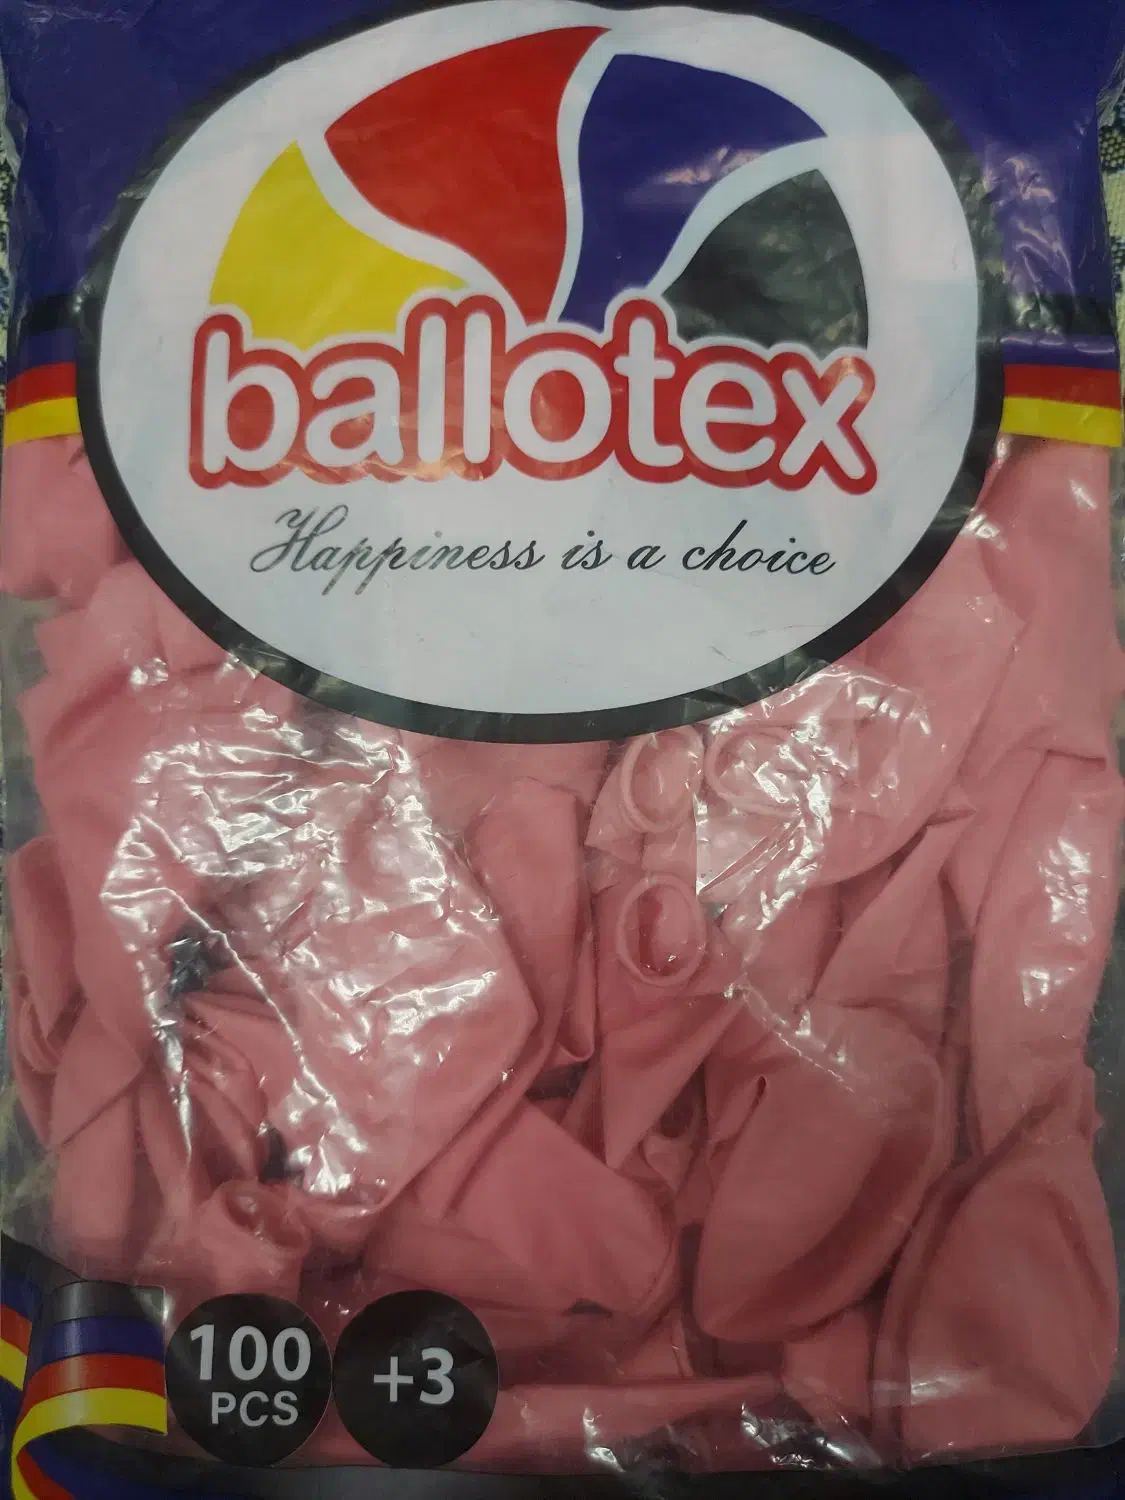 ballotex
Happiness is a choice
100
PCS
+3